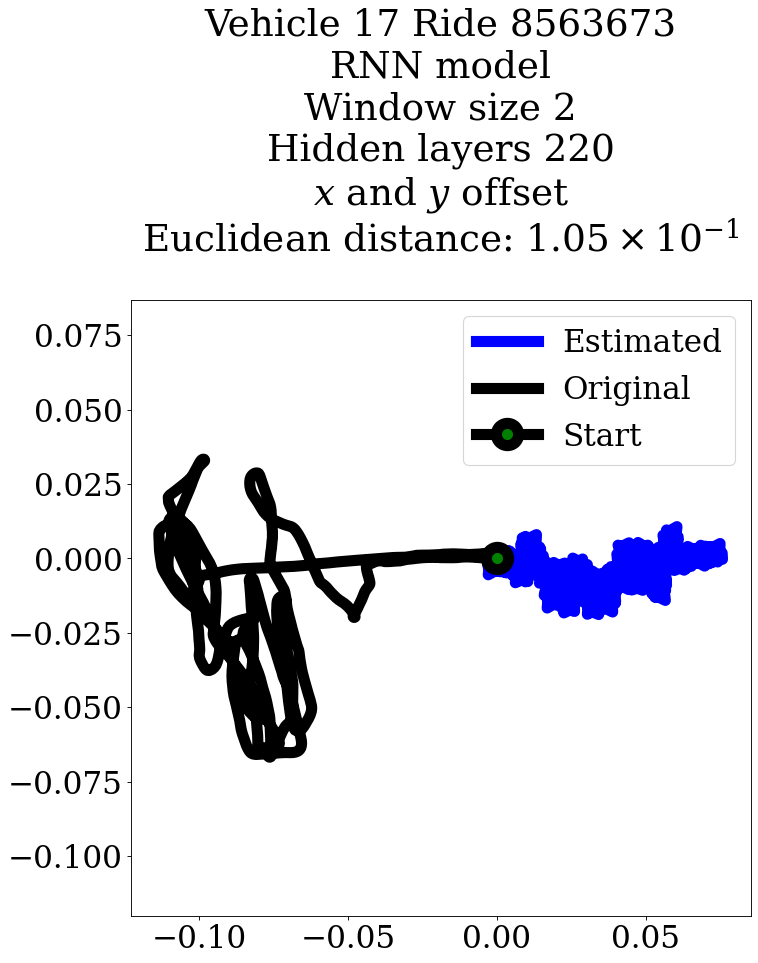 Vehicle 17 Ride 8563673
RNN model
Window size 2
Hidden layers 220
x and y offset
Euclidean distance: 1.05 × 10⁻¹
Estimated
Original
Start
0.075
0.050
0.025
0.000
−0.025
−0.050
−0.075
−0.100
−0.10 −0.05 0.00 0.05